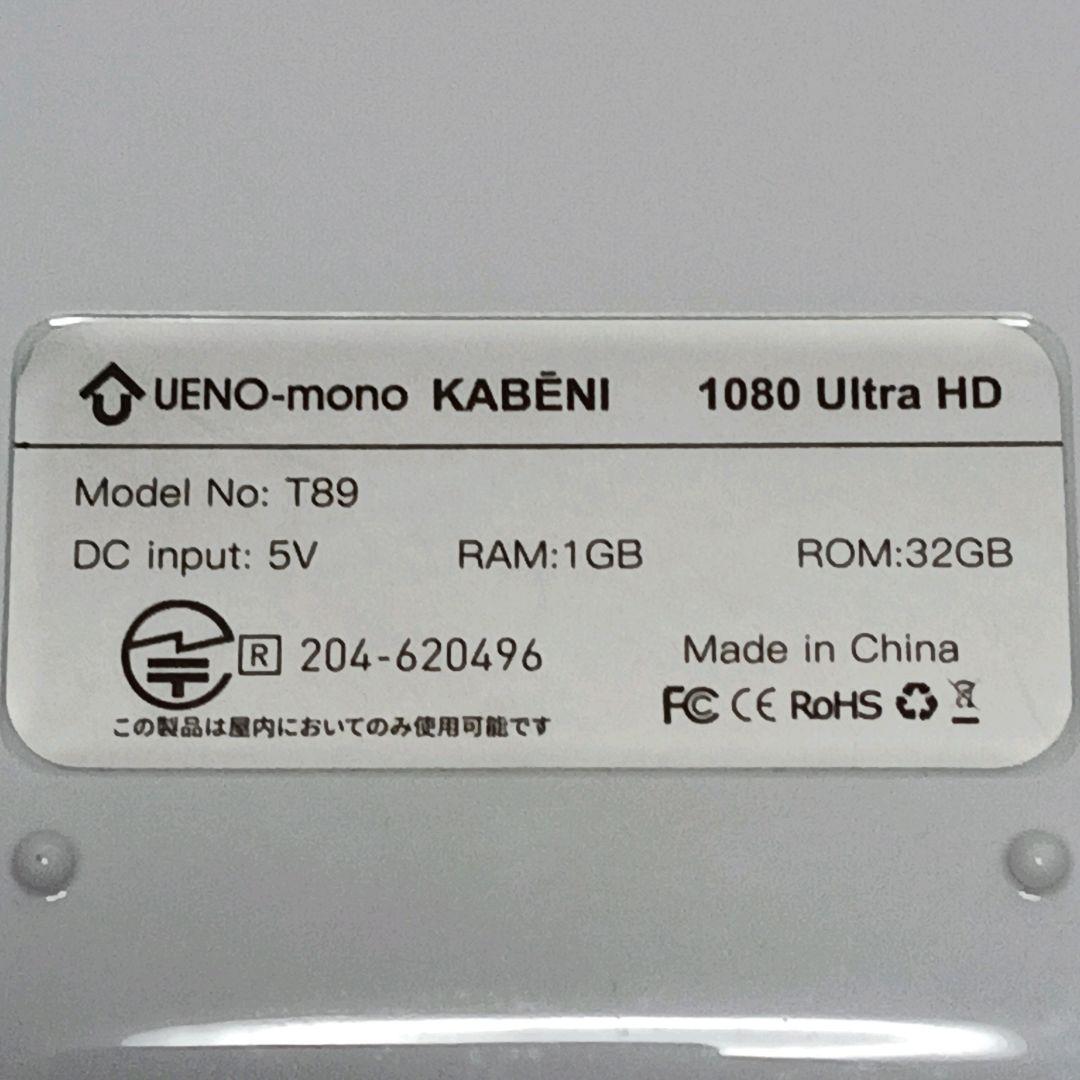 UENO-mono KABĒNI 1080 Ultra HD
Model No: T89
DC input: 5V RAM:1GB ROM:32GB
R 204-620496
この製品は屋内においてのみ使用可能です
Made in China
FC CE RoHS